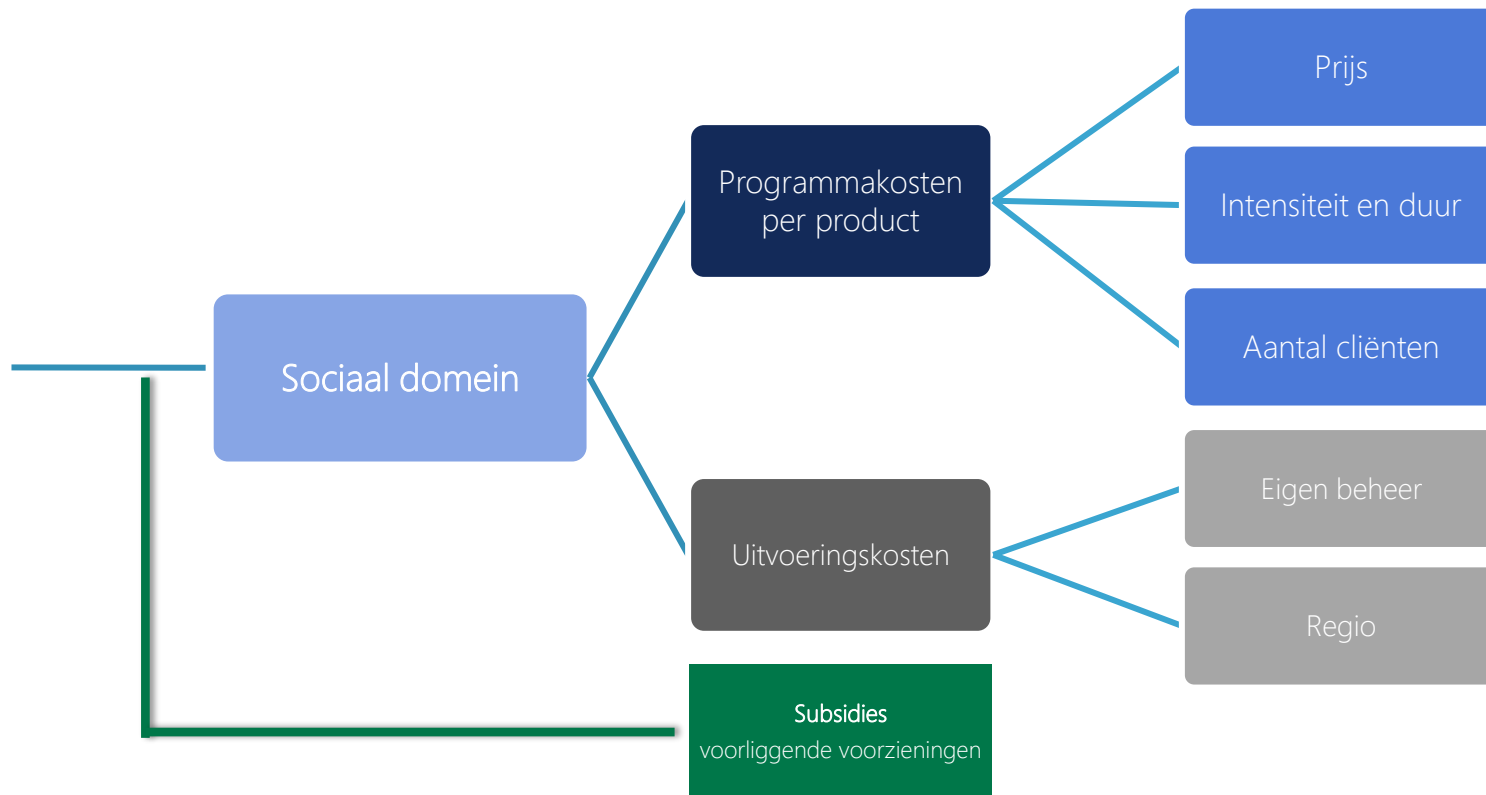 Sociaal domein
Programmakosten
per product
Prijs
Intensiteit en duur
Aantal cliënten
Uitvoeringskosten
Eigen beheer
Regio
Subsidies
voorliggende voorzieningen